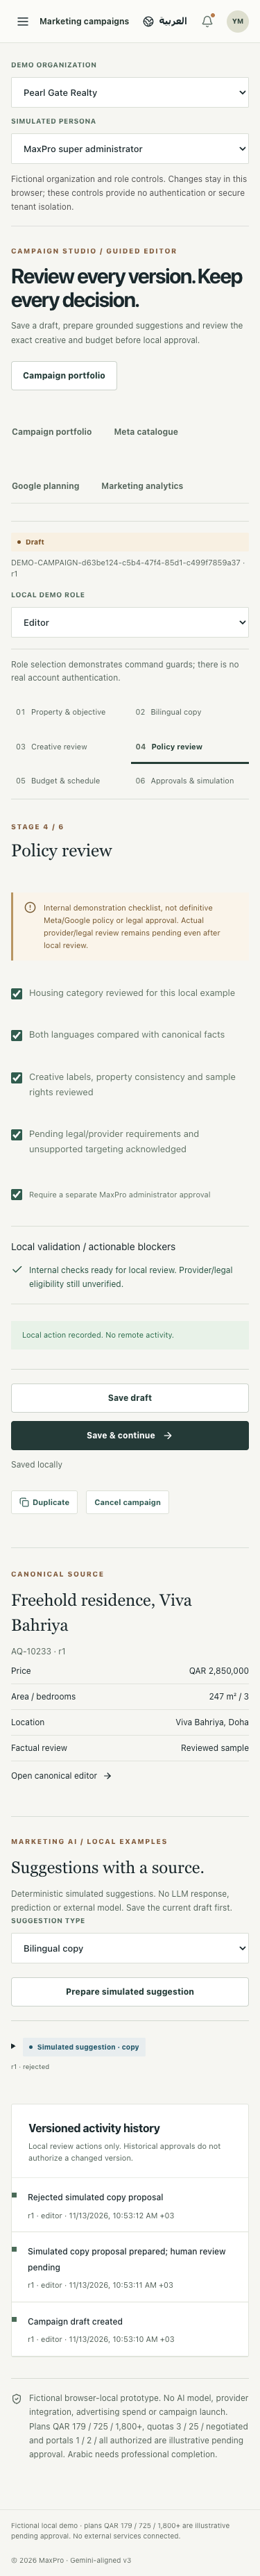 Marketing campaigns
العربية
YM
DEMO ORGANIZATION
Pearl Gate Realty
SIMULATED PERSONA
MaxPro super administrator
Fictional organization and role controls. Changes stay in this
browser; these controls provide no authentication or secure
tenant isolation.
CAMPAIGN STUDIO / GUIDED EDITOR
Review every version. Keep
every decision.
Save a draft, prepare grounded suggestions and review the
exact creative and budget before local approval.
Campaign portfolio
Campaign portfolio
Meta catalogue
Google planning
Marketing analytics
Draft
DEMO-CAMPAIGN-d63be124-c5b4-47f4-85d1-c499f7859a37 ·
r1
LOCAL DEMO ROLE
Editor
Role selection demonstrates command guards; there is no
real account authentication.
01 Property & objective
02 Bilingual copy
03 Creative review
04 Policy review
05 Budget & schedule
06 Approvals & simulation
STAGE 4 / 6
Policy review
Internal demonstration checklist, not definitive
Meta/Google policy or legal approval. Actual
provider/legal review remains pending even after
local review.
Housing category reviewed for this local example
Both languages compared with canonical facts
Creative labels, property consistency and sample
rights reviewed
Pending legal/provider requirements and
unsupported targeting acknowledged
Require a separate MaxPro administrator approval
Local validation / actionable blockers
Internal checks ready for local review. Provider/legal
eligibility still unverified.
Local action recorded. No remote activity.
Save draft
Save & continue
Saved locally
Duplicate
Cancel campaign
CANONICAL SOURCE
Freehold residence, Viva
Bahriya
AQ-10233 · r1
Price
QAR 2,850,000
Area / bedrooms
247 m² / 3
Location
Viva Bahriya, Doha
Factual review
Reviewed sample
Open canonical editor
MARKETING AI / LOCAL EXAMPLES
Suggestions with a source.
Deterministic simulated suggestions. No LLM response,
prediction or external model. Save the current draft first.
SUGGESTION TYPE
Bilingual copy
Prepare simulated suggestion
Simulated suggestion · copy
r1 · rejected
Versioned activity history
Local review actions only. Historical approvals do not
authorize a changed version.
Rejected simulated copy proposal
r1 · editor · 11/13/2026, 10:53:12 AM +03
Simulated copy proposal prepared; human review
pending
r1 · editor · 11/13/2026, 10:53:11 AM +03
Campaign draft created
r1 · editor · 11/13/2026, 10:53:10 AM +03
Fictional browser-local prototype. No AI model, provider
integration, advertising spend or campaign launch.
Plans QAR 179 / 725 / 1,800+, quotas 3 / 25 / negotiated
and portals 1 / 2 / all authorized are illustrative pending
approval. Arabic needs professional completion.
Fictional local demo · plans QAR 179 / 725 / 1,800+ are illustrative
pending approval. No external services connected.
© 2026 MaxPro · Gemini-aligned v3